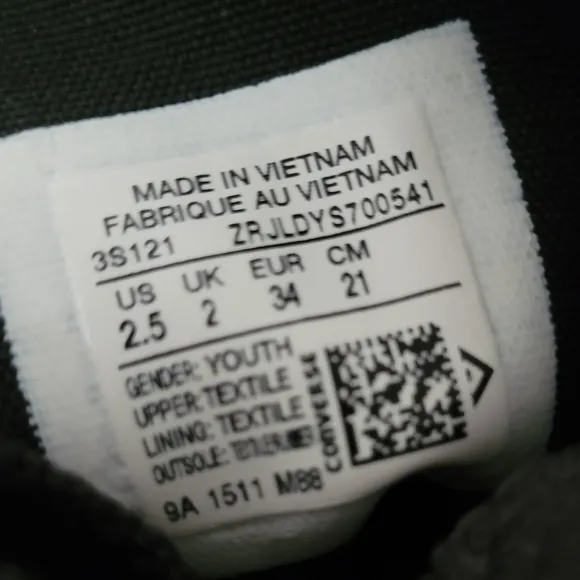 MADE IN VIETNAM
FABRIQUE AU VIETNAM
3S121 ZRJLDYS700541
US UK EUR CM
2.5 2 34 21
GENDER: YOUTH
UPPER: TEXTILE
LINING: TEXTILE
OUTSOLE:
CONVERSE
9A 1511 M88